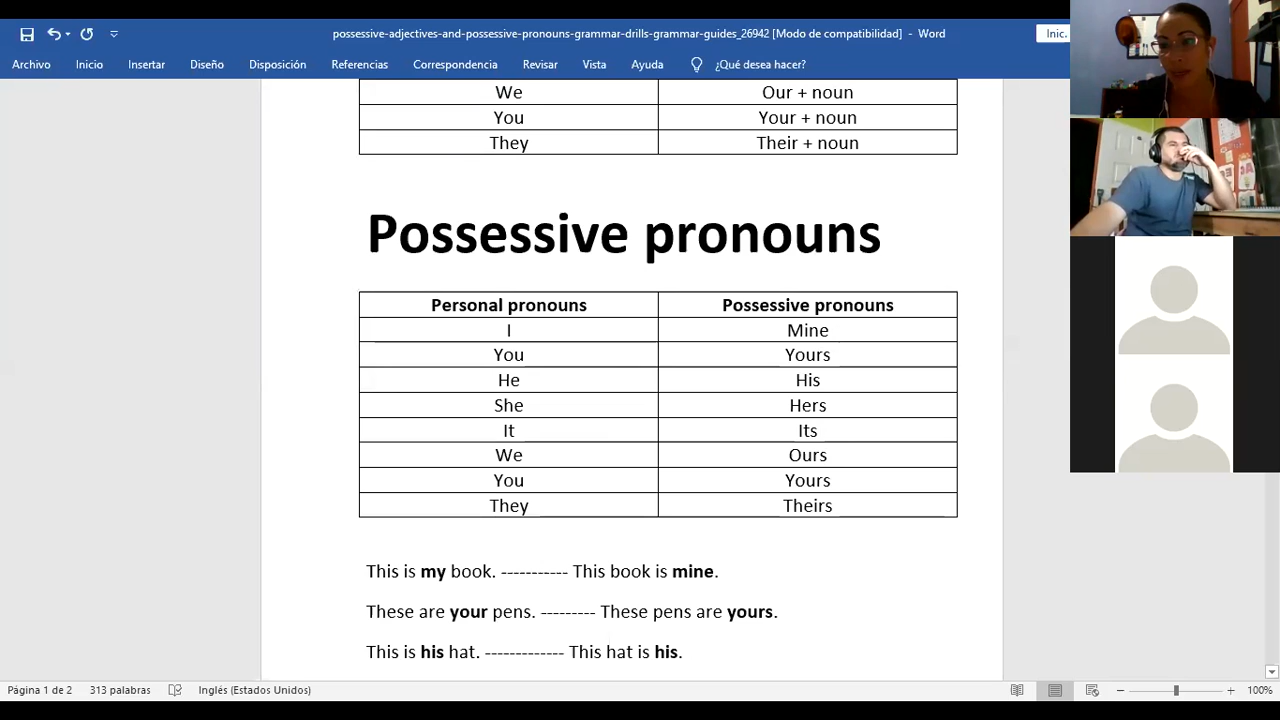 possessive-adjectives-and-possessive-pronouns-grammar-drills-grammar-guides_26942 [Modo de compatibilidad] - Word
Inic.
Archivo Inicio Insertar Diseño Disposición Referencias Correspondencia Revisar Vista Ayuda ¿Qué desea hacer?
We Our + noun
You Your + noun
They Their + noun
Possessive pronouns
Personal pronouns Possessive pronouns
I Mine
You Yours
He His
She Hers
It Its
We Ours
You Yours
They Theirs
This is my book. ----------- This book is mine.
These are your pens. --------- These pens are yours.
This is his hat. ------------- This hat is his.
Página 1 de 2 313 palabras Inglés (Estados Unidos) 100%